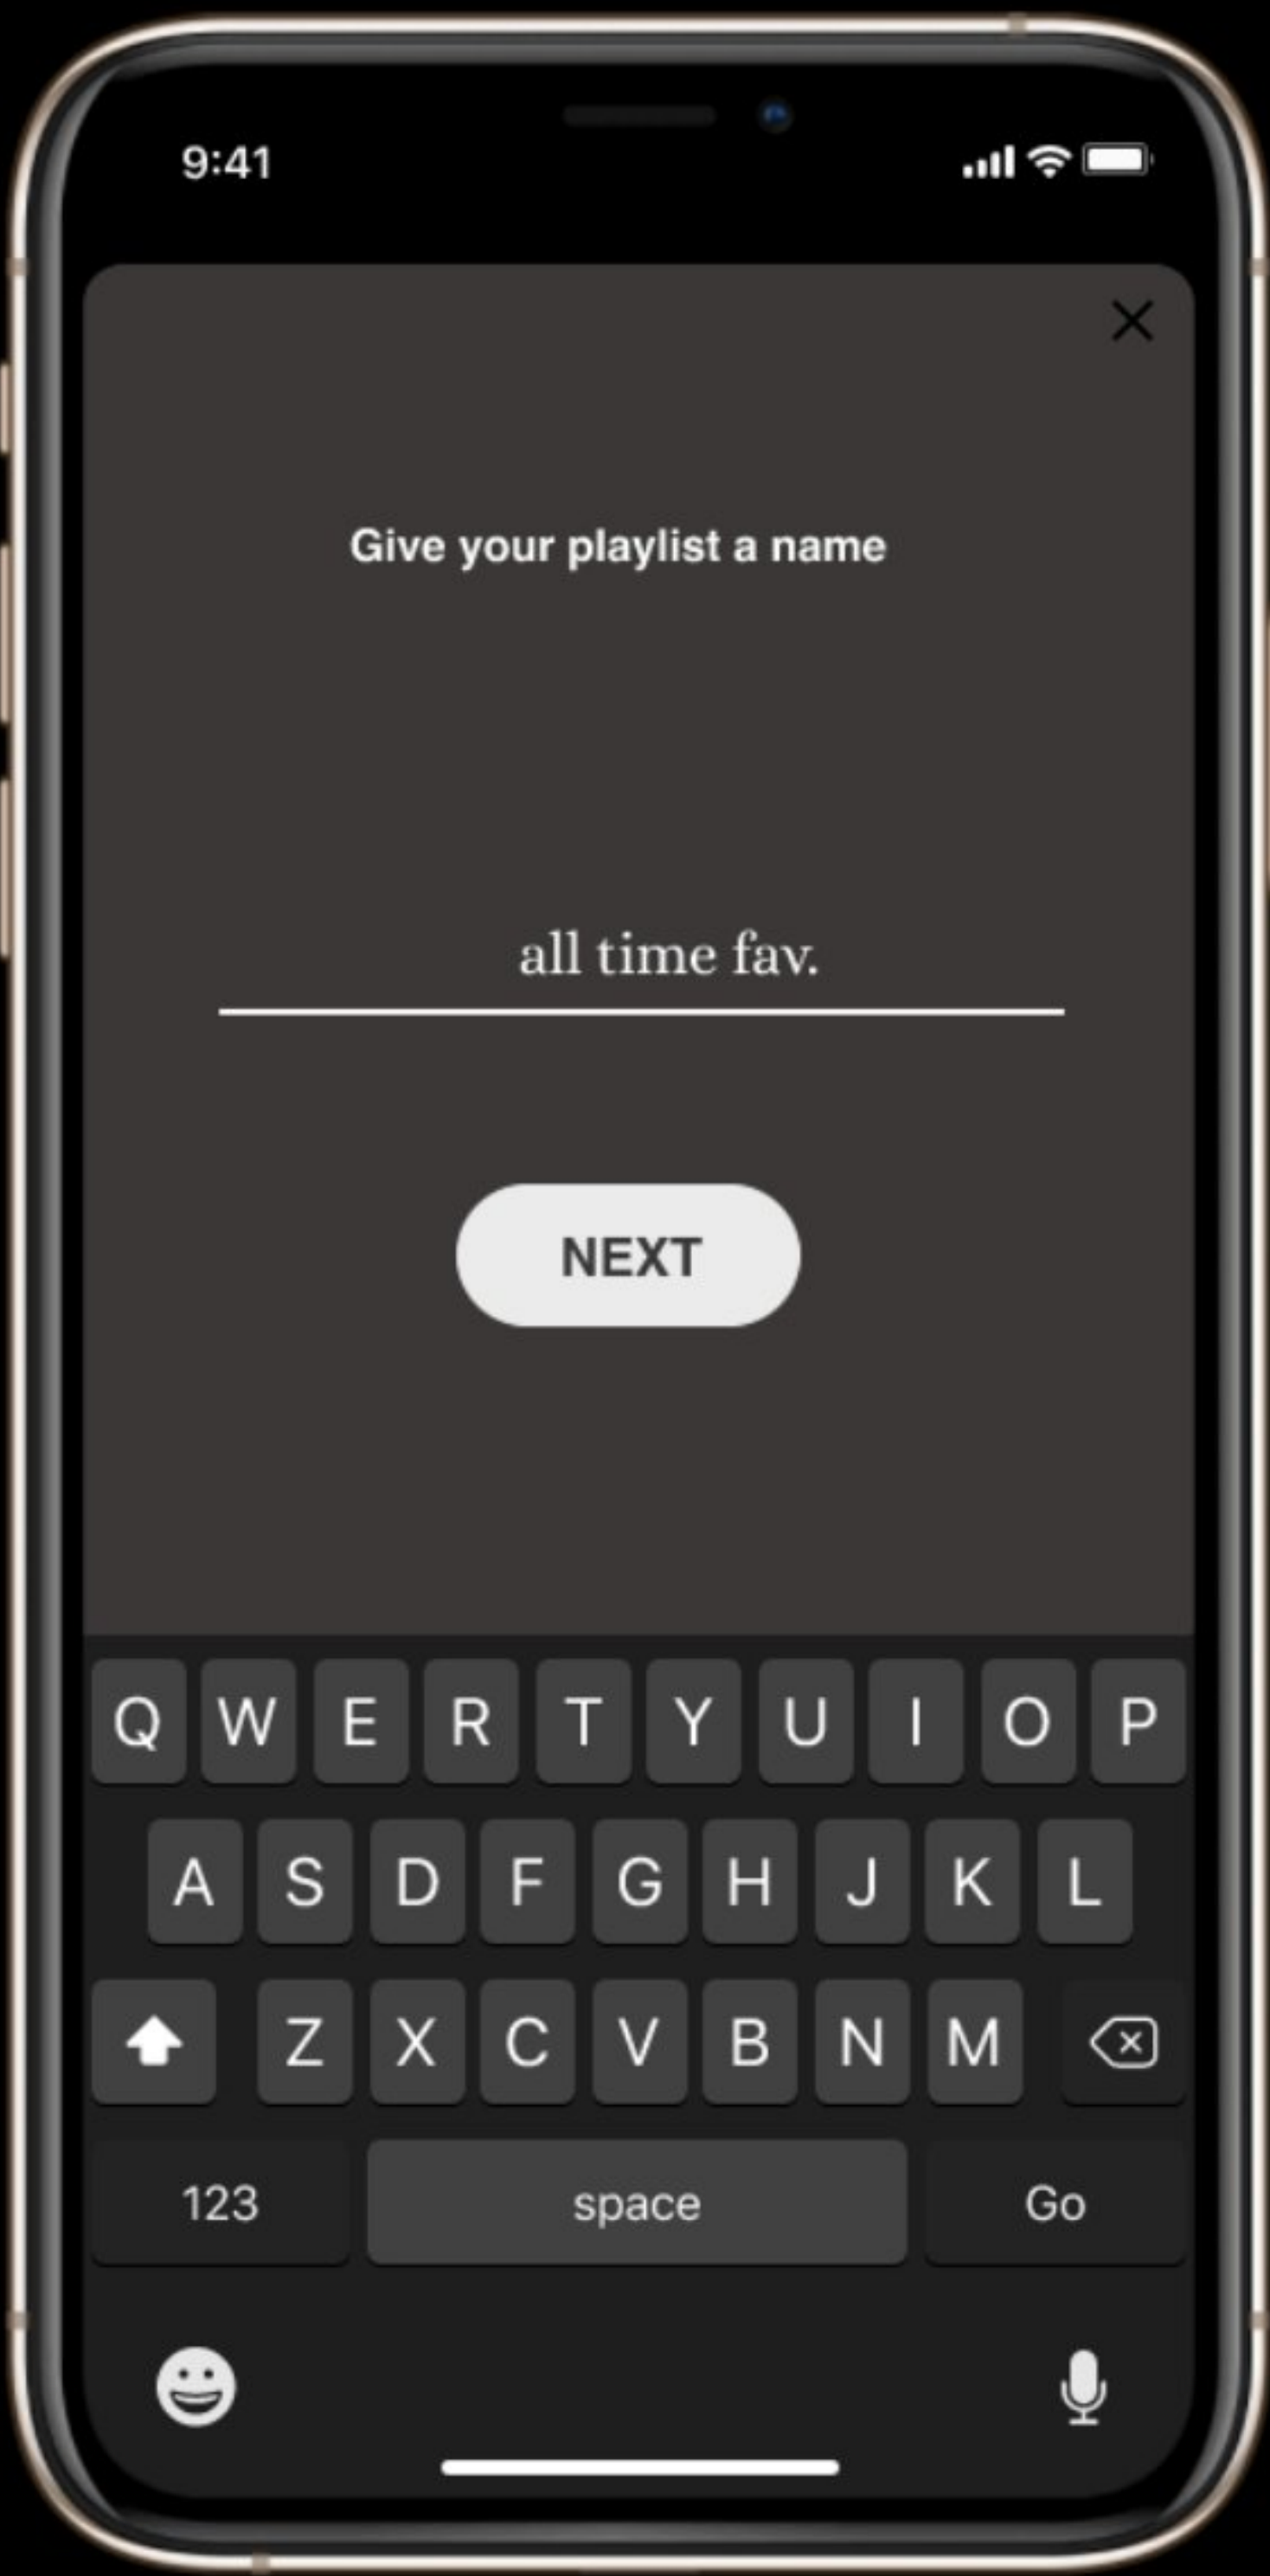 9:41
Give your playlist a name
all time fav.
NEXT
Q W E R T Y U I O P
A S D F G H J K L
Z X C V B N M
123 space Go